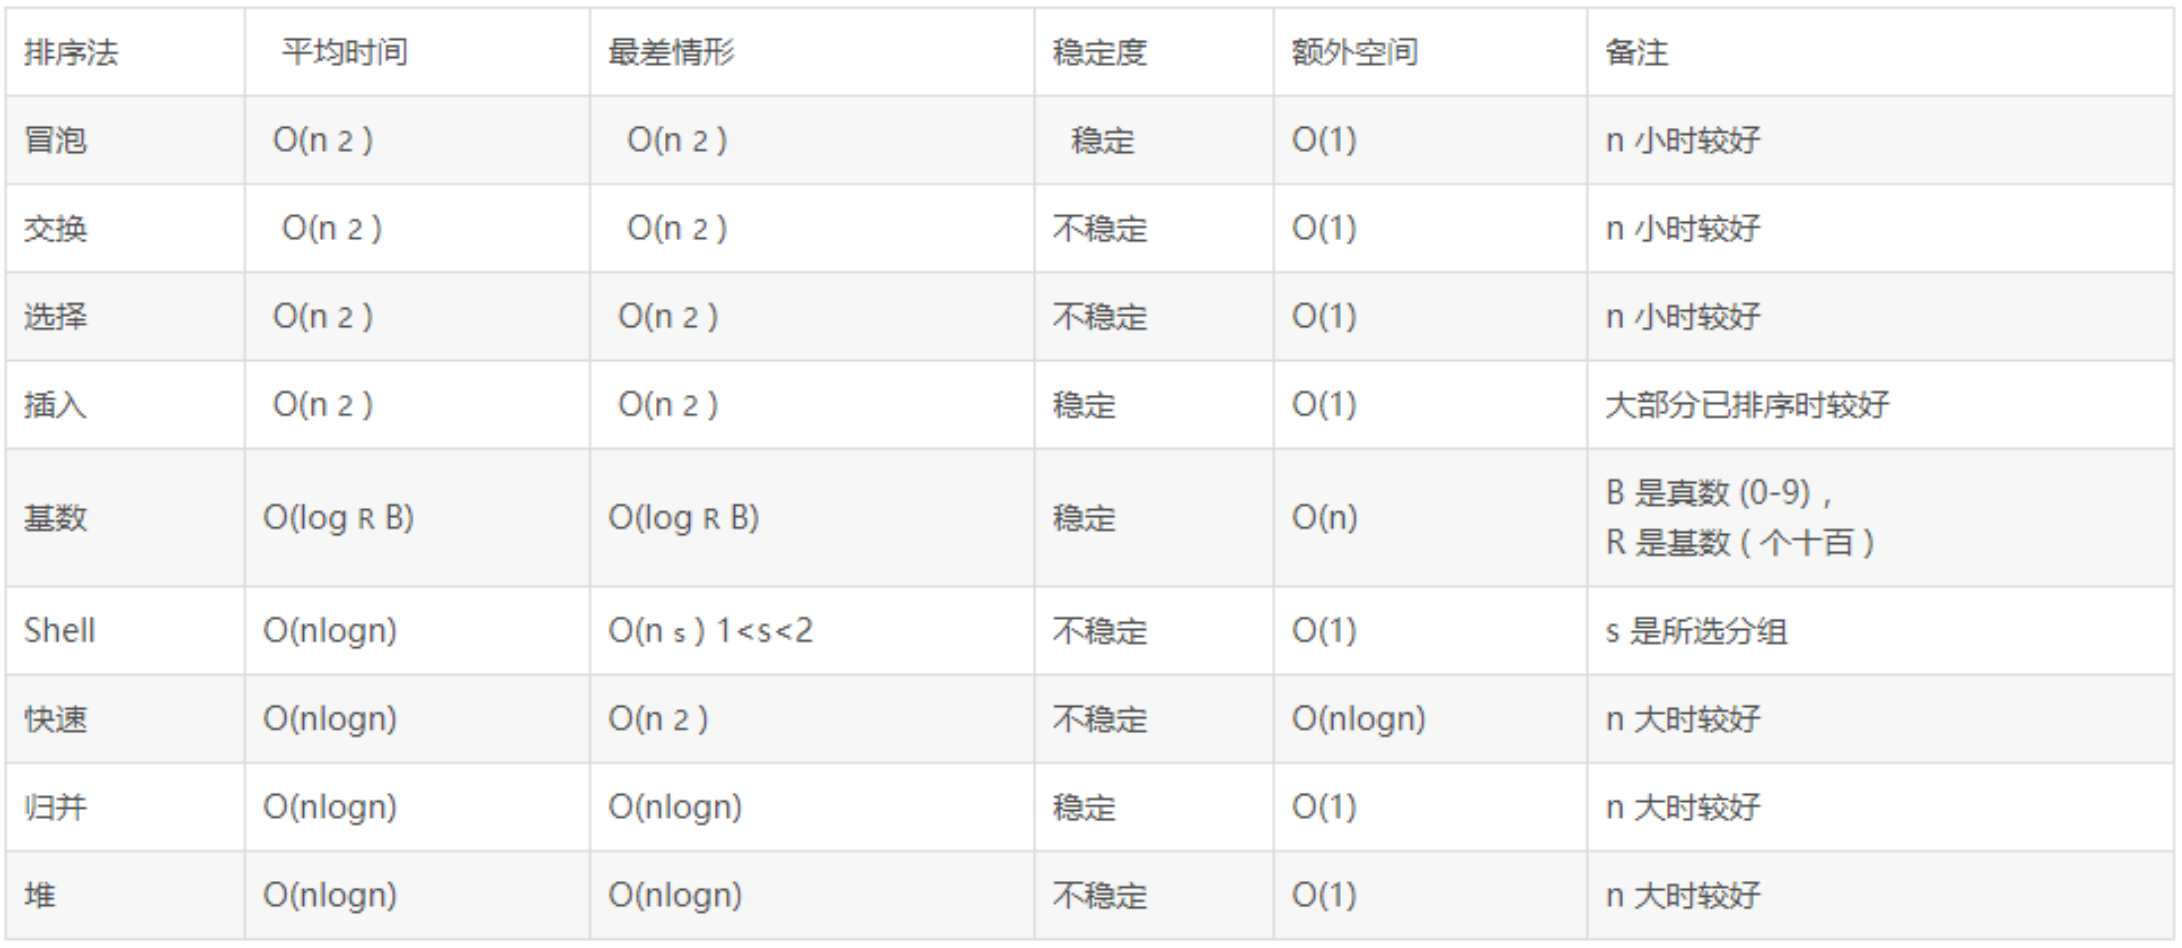 排序法 平均时间 最差情形 稳定度 额外空间 备注
冒泡 O(n 2 ) O(n 2 ) 稳定 O(1) n 小时较好
交换 O(n 2 ) O(n 2 ) 不稳定 O(1) n 小时较好
选择 O(n 2 ) O(n 2 ) 不稳定 O(1) n 小时较好
插入 O(n 2 ) O(n 2 ) 稳定 O(1) 大部分已排序时较好
基数 O(log R B) O(log R B) 稳定 O(n) B 是真数 (0-9)，
R 是基数 ( 个十百 )
Shell O(nlogn) O(n s ) 1<s<2 不稳定 O(1) s 是所选分组
快速 O(nlogn) O(n 2 ) 不稳定 O(nlogn) n 大时较好
归并 O(nlogn) O(nlogn) 稳定 O(1) n 大时较好
堆 O(nlogn) O(nlogn) 不稳定 O(1) n 大时较好